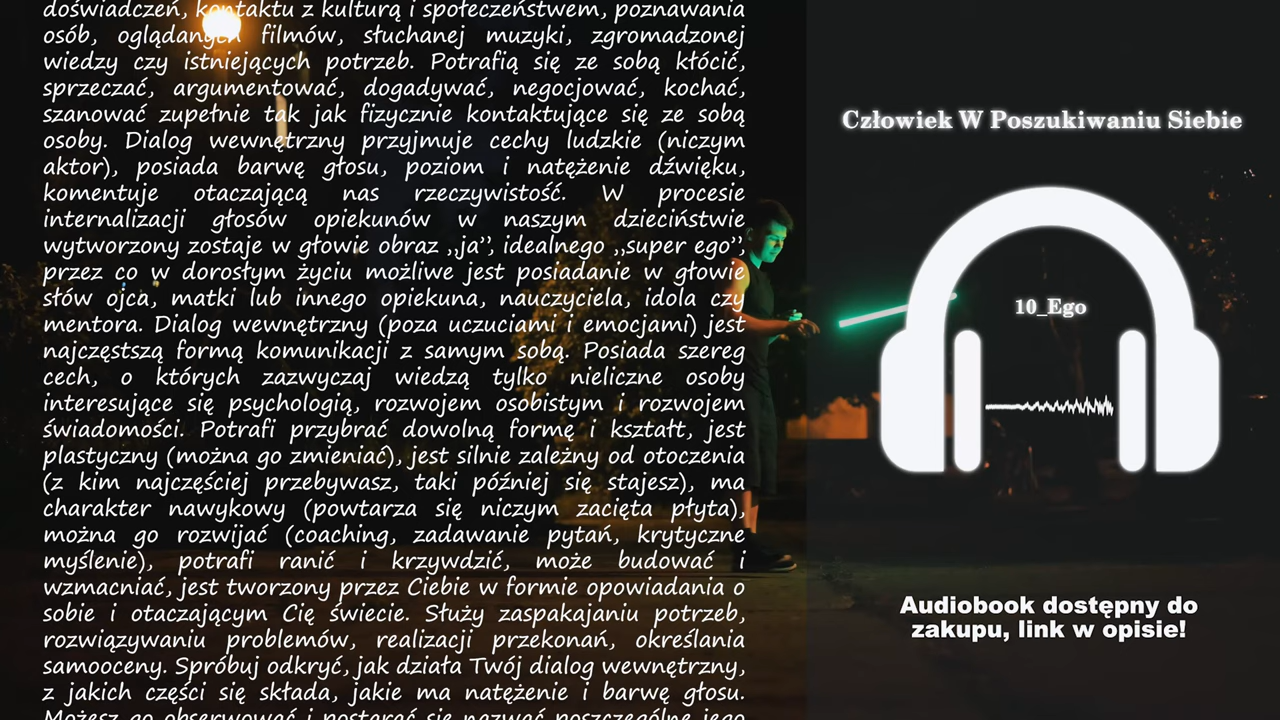 doświadczeń, kontaktu z kulturą i społeczeństwem, poznawania
osób, oglądanych filmów, słuchanej muzyki, zgromadzonej
wiedzy czy istniejących potrzeb. Potrafią się ze sobą kłócić,
sprzeczać, argumentować, dogadywać, negocjować, kochać,
szanować zupełnie tak jak fizycznie kontaktujące się ze sobą
osoby. Dialog wewnętrzny przyjmuje cechy ludzkie (niczym
aktor), posiada barwę głosu, poziom i natężenie dźwięku,
komentuje otaczającą nas rzeczywistość. W procesie
internalizacji głosów opiekunów w naszym dzieciństwie
wytworzony zostaje w głowie obraz ,,ja'', idealnego ,,super ego'',
przez co w dorosłym życiu możliwe jest posiadanie w głowie
słów ojca, matki lub innego opiekuna, nauczyciela, idola czy
mentora. Dialog wewnętrzny (poza uczuciami i emocjami) jest
najczęstszą formą komunikacji z samym sobą. Posiada szereg
cech, o których zazwyczaj wiedzą tylko nieliczne osoby
interesujące się psychologią, rozwojem osobistym i rozwojem
świadomości. Potrafi przybrać dowolną formę i kształt, jest
plastyczny (można go zmieniać), jest silnie zależny od otoczenia
(z kim najczęściej przebywasz, taki później się stajesz), ma
charakter nawykowy (powtarza się niczym zacięta płyta),
można go rozwijać (coaching, zadawanie pytań, krytyczne
myślenie), potrafi ranić i krzywdzić, może budować i
wzmacniać, jest tworzony przez Ciebie w formie opowiadania o
sobie i otaczającym Cię świecie. Służy zaspakajaniu potrzeb,
rozwiązywaniu problemów, realizacji przekonań, określania
samooceny. Spróbuj odkryć, jak działa Twój dialog wewnętrzny,
z jakich części się składa, jakie ma natężenie i barwę głosu.
Możesz go obserwować i postarać się nazwać poszczególne jego
Człowiek W Poszukiwaniu Siebie
10_Ego
Audiobook dostępny do
zakupu, link w opisie!